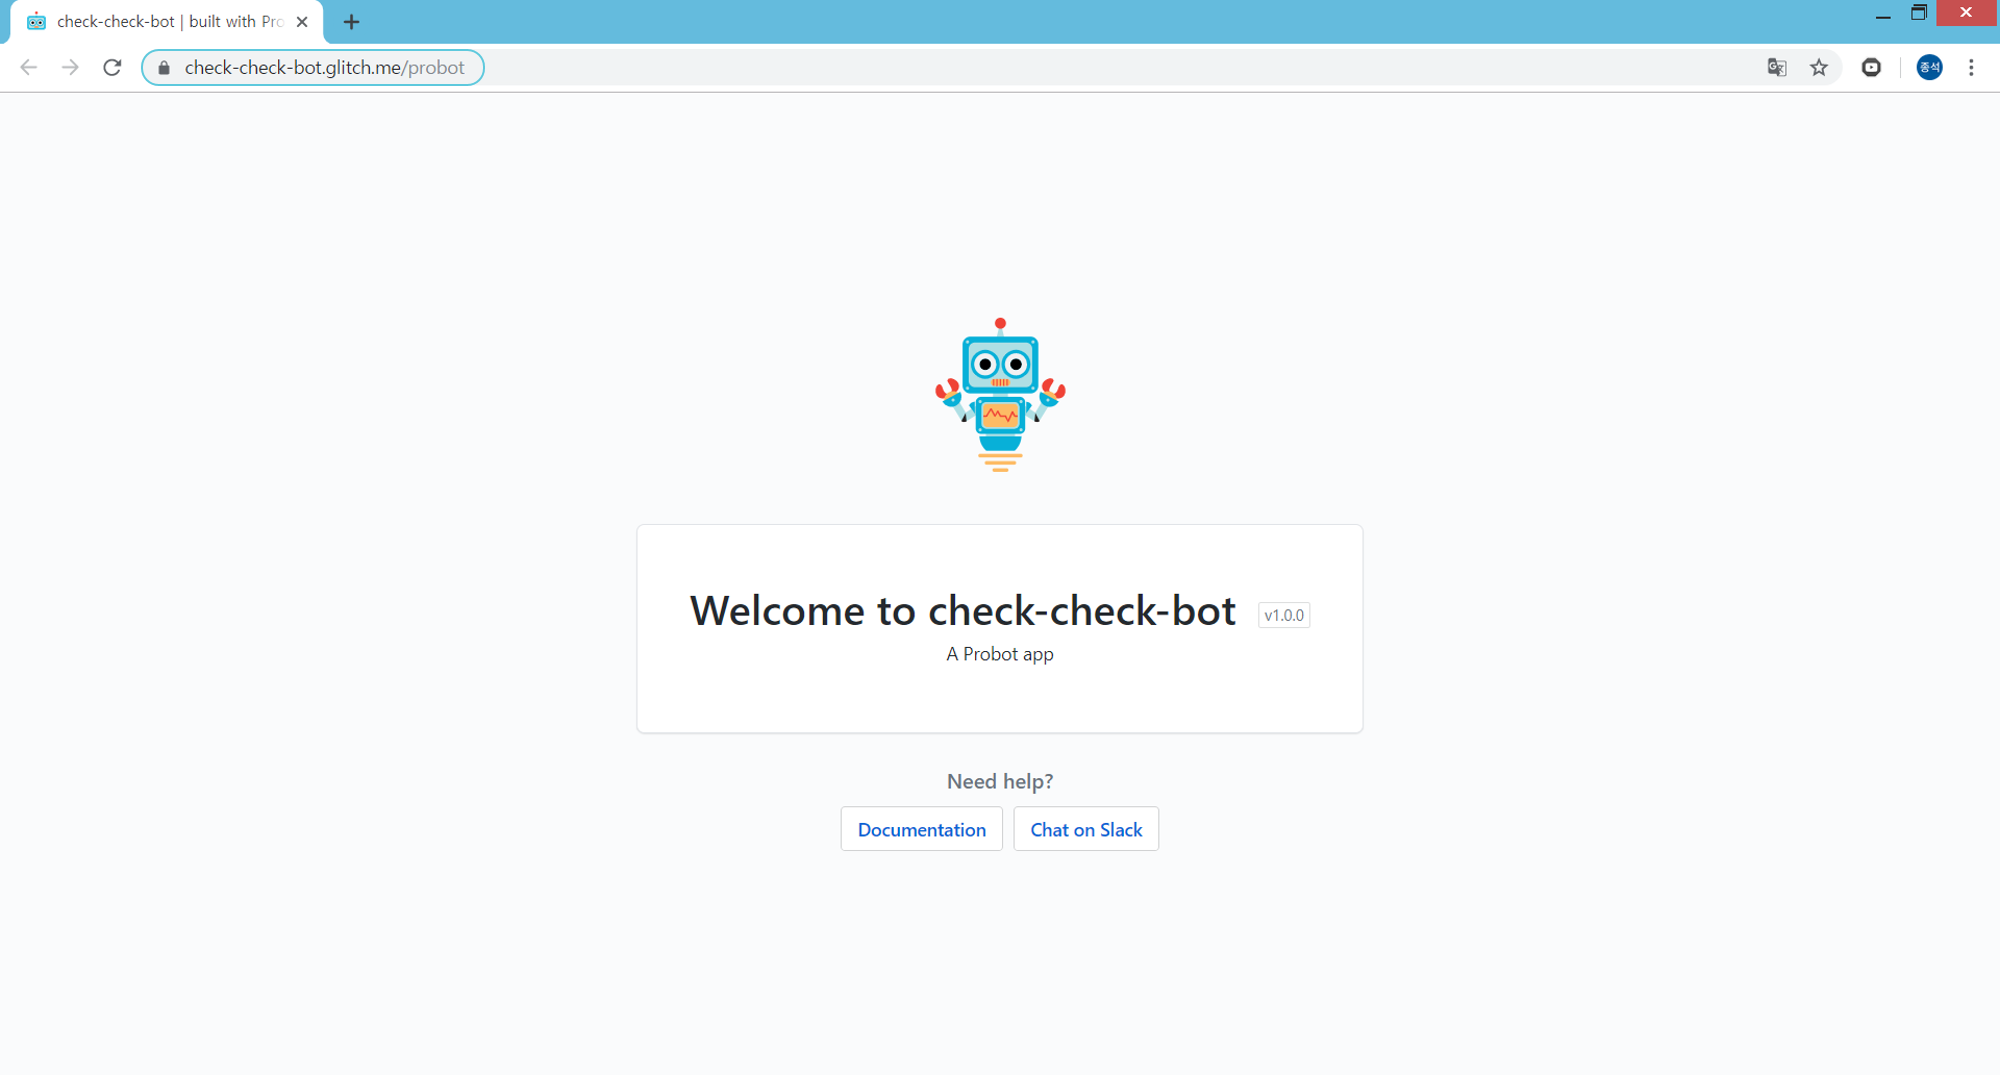 check-check-bot | built with Pro
check-check-bot.glitch.me/probot
종석
Welcome to check-check-bot v1.0.0
A Probot app
Need help?
Documentation Chat on Slack